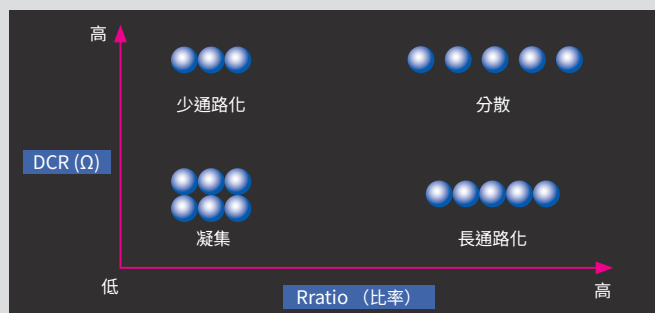 高
少通路化
分散
DCR (Ω)
凝集
長通路化
低
Rratio （比率）
高